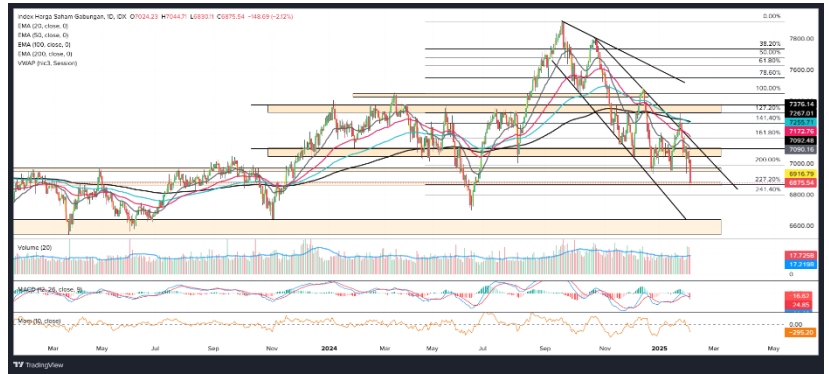 Index Harga Saham Gabungan, 1D, IDX O7024.23 H7044.71 L6830.11 C6875.54 −148.69 (−2.12%)
EMA (20, close, 0)
EMA (50, close, 0)
EMA (100, close, 0)
EMA (200, close, 0)
VWAP (hlc3, Session)
0.00%
7800.00
38.20%
50.00%
61.80%
7600.00
78.60%
100.00%
7376.14
127.20%
7267.01
141.40%
7255.71
161.80%
7172.76
7092.48
7090.16
200.00%
7000.00
227.20%
6916.79
6875.54
241.40%
6800.00
6600.00
Volume (20)
17.725B
17.219B
0
MACD (12, 26, close, 9)
−16.62
−24.85
Mom (10, close)
0.00
−295.20
Mar May Jul Sep Nov 2024 Mar May Jul Sep Nov 2025 Mar May
TradingView